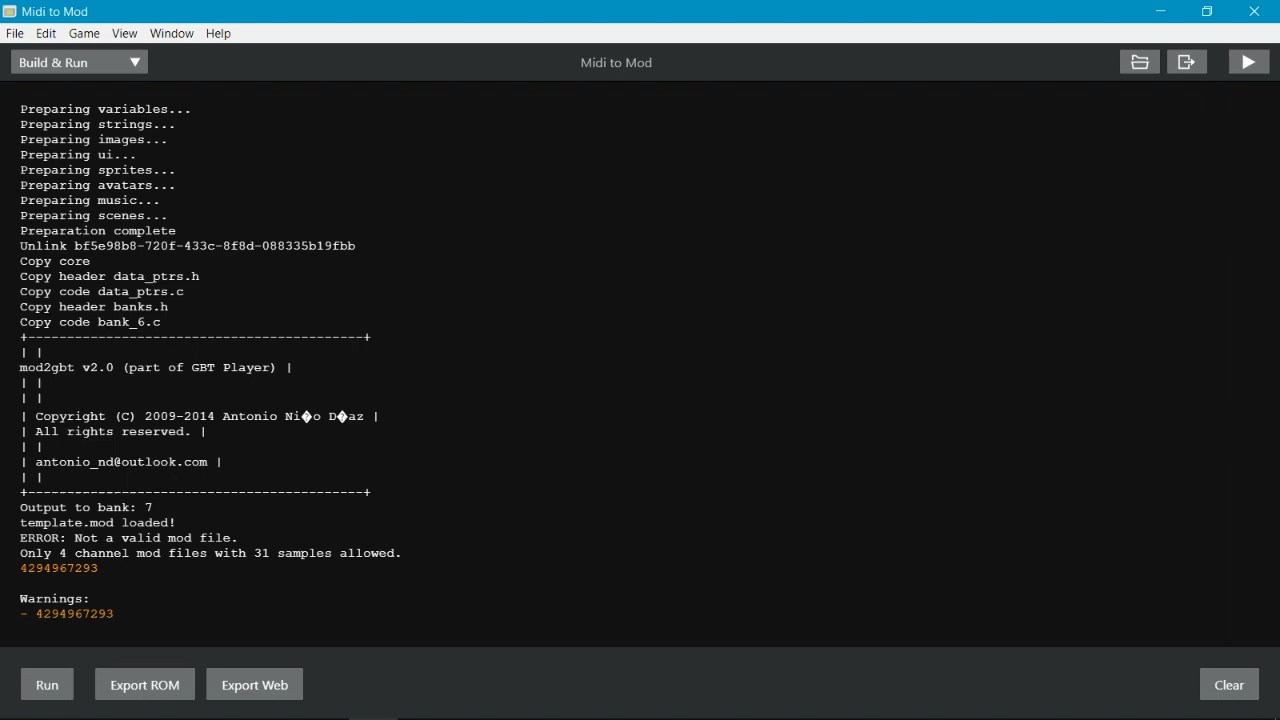 Midi to Mod
File Edit Game View Window Help
Build & Run
Midi to Mod
Preparing variables...
Preparing strings...
Preparing images...
Preparing ui...
Preparing sprites...
Preparing avatars...
Preparing music...
Preparing scenes...
Preparation complete
Unlink bf5e98b8-720f-433c-8f8d-088335b19fbb
Copy core
Copy header data_ptrs.h
Copy code data_ptrs.c
Copy header banks.h
Copy code bank_6.c
+-------------------------------------------+
| |
mod2gbt v2.0 (part of GBT Player) |
| |
| |
| Copyright (C) 2009-2014 Antonio Ni�o D�az |
| All rights reserved. |
| |
| antonio_nd@outlook.com |
| |
+-------------------------------------------+
Output to bank: 7
template.mod loaded!
ERROR: Not a valid mod file.
Only 4 channel mod files with 31 samples allowed.
4294967293
Warnings:
- 4294967293
Run Export ROM Export Web Clear